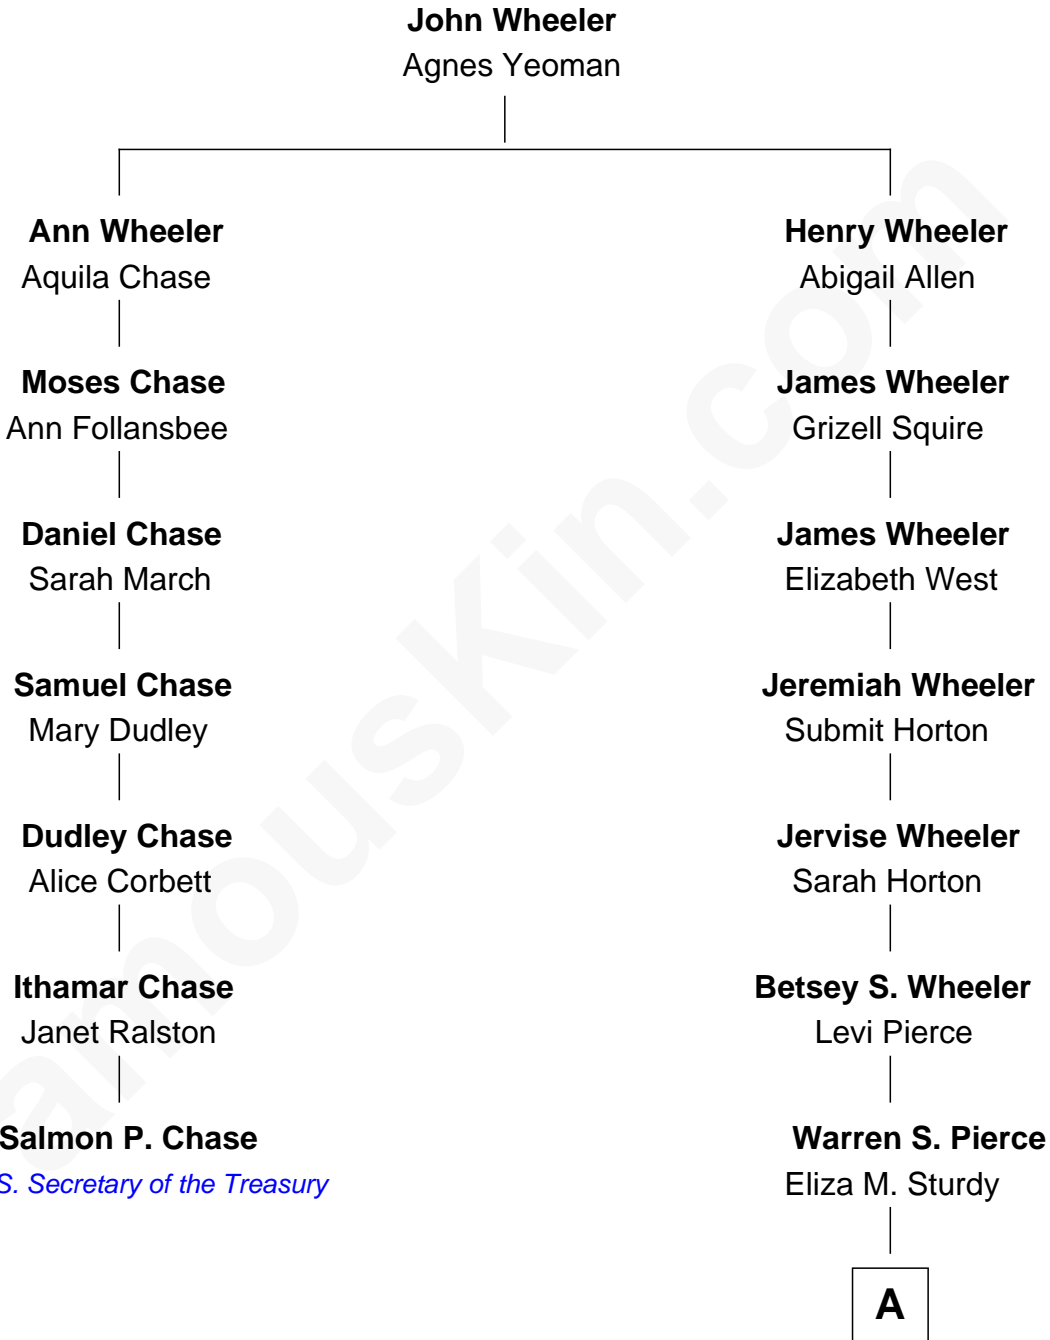 John Wheeler
Agnes Yeoman
Ann Wheeler
Aquila Chase
Henry Wheeler
Abigail Allen
Moses Chase
Ann Follansbee
James Wheeler
Grizell Squire
Daniel Chase
Sarah March
James Wheeler
Elizabeth West
Samuel Chase
Mary Dudley
Jeremiah Wheeler
Submit Horton
Dudley Chase
Alice Corbett
Jervise Wheeler
Sarah Horton
Ithamar Chase
Janet Ralston
Betsey S. Wheeler
Levi Pierce
Salmon P. Chase
S. Secretary of the Treasury
Warren S. Pierce
Eliza M. Sturdy
A
amousKin.com